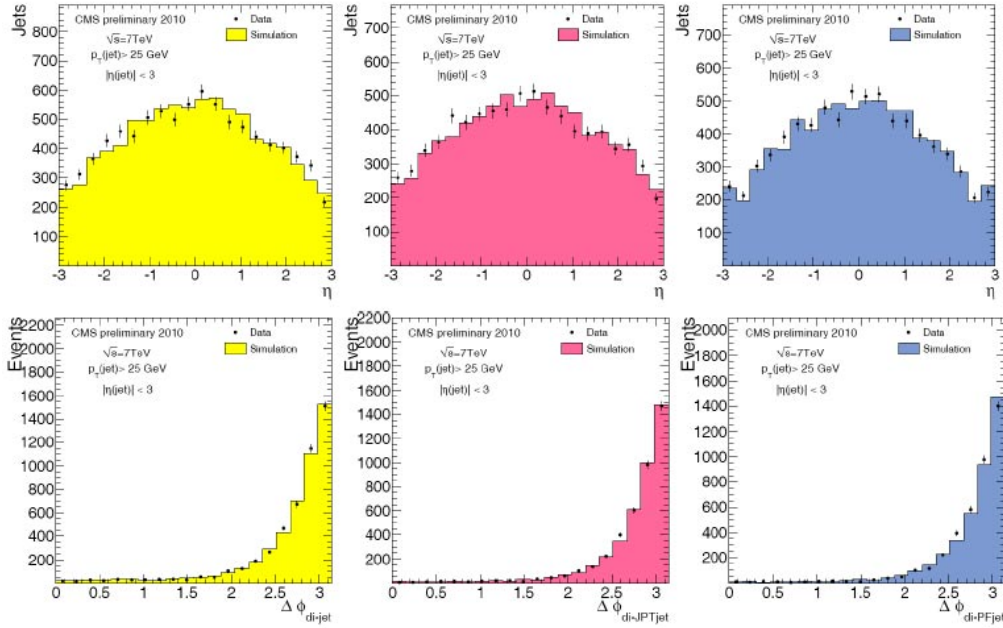 Jets
800
700
600
500
400
300
200
100
CMS preliminary 2010
√s=7TeV
p_T(jet)> 25 GeV
|η(jet)| < 3
Data
Simulation
-3 -2 -1 0 1 2 3
η
Jets
700
600
500
400
300
200
100
CMS preliminary 2010
√s=7TeV
p_T(jet)> 25 GeV
|η(jet)| < 3
Data
Simulation
-3 -2 -1 0 1 2 3
η
Jets
700
600
500
400
300
200
100
CMS preliminary 2010
√s=7TeV
p_T(jet)> 25 GeV
|η(jet)| < 3
Data
Simulation
-3 -2 -1 0 1 2 3
η
Events
2200
2000
1800
1600
1400
1200
1000
800
600
400
200
CMS preliminary 2010
√s=7TeV
p_T(jet)> 25 GeV
|η(jet)| < 3
Data
Simulation
0 0.5 1 1.5 2 2.5 3
Δ ϕ di-jet
Events
2200
2000
1800
1600
1400
1200
1000
800
600
400
200
CMS preliminary 2010
√s=7TeV
p_T(jet)> 25 GeV
|η(jet)| < 3
Data
Simulation
0 0.5 1 1.5 2 2.5 3
Δ ϕ di-JPTjet
Events
2000
1800
1600
1400
1200
1000
800
600
400
200
CMS preliminary 2010
√s=7TeV
p_T(jet)> 25 GeV
|η(jet)| < 3
Data
Simulation
0 0.5 1 1.5 2 2.5 3
Δ ϕ di-PFjet